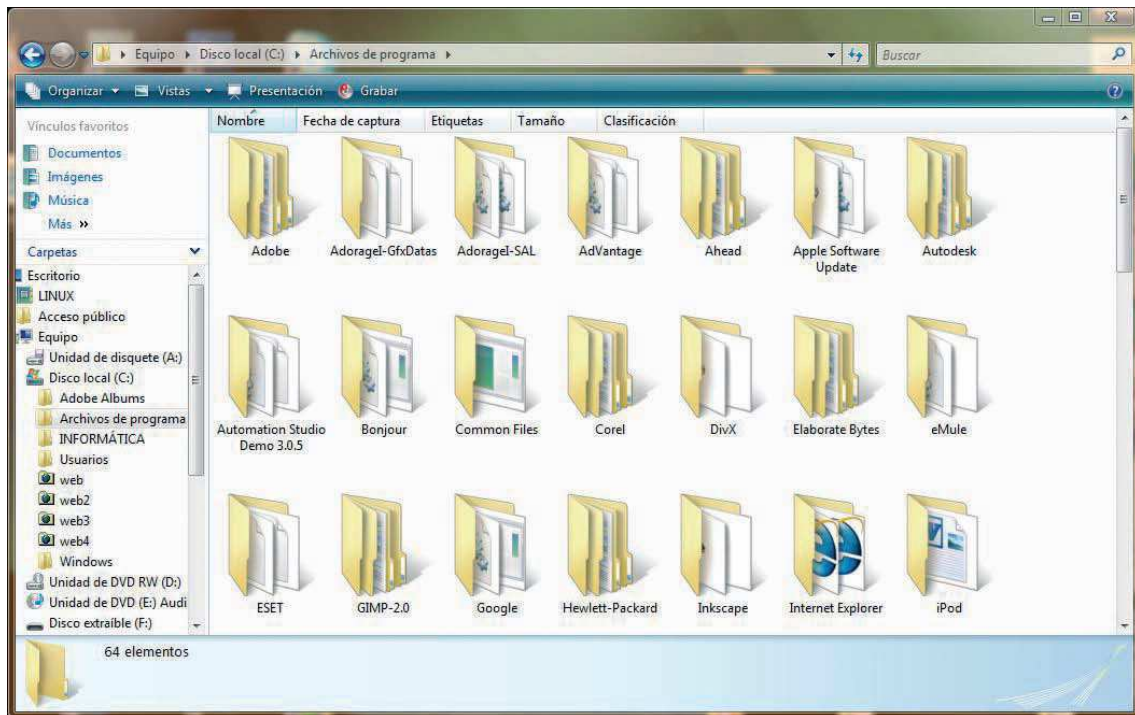 Equipo Disco local (C:) Archivos de programa
Buscar
Organizar Vistas Presentación Grabar
Vínculos favoritos
Documentos
Imágenes
Música
Más »
Carpetas
Escritorio
LINUX
Acceso público
Equipo
Unidad de disquete (A:)
Disco local (C:)
Adobe Albums
Archivos de programa
INFORMÁTICA
Usuarios
web
web2
web3
web4
Windows
Unidad de DVD RW (D:)
Unidad de DVD (E:) Audi
Disco extraíble (F:)
Nombre Fecha de captura Etiquetas Tamaño Clasificación
Adobe
AdorageI-GfxDatas
AdorageI-SAL
AdVantage
Ahead
Apple Software
Update
Autodesk
Automation Studio
Demo 3.0.5
Bonjour
Common Files
Corel
DivX
Elaborate Bytes
eMule
ESET
GIMP-2.0
Google
Hewlett-Packard
Inkscape
Internet Explorer
iPod
64 elementos